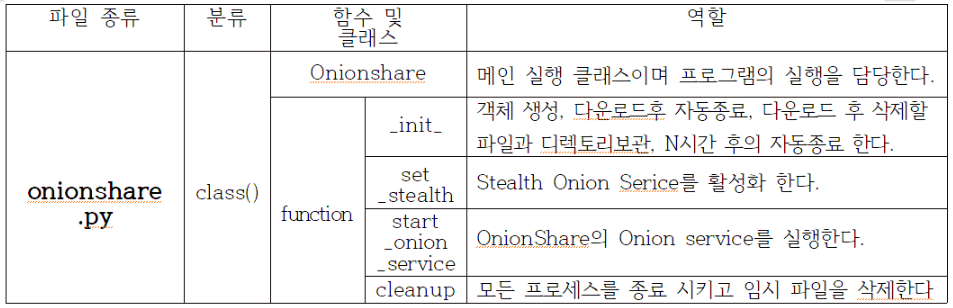 파일 종류 분류 함수 및 역할
클래스
onionshare
.py
class()
Onionshare 메인 실행 클래스이며 프로그램의 실행을 담당한다.
function
_init_ 객체 생성, 다운로드후 자동종료, 다운로드 후 삭제할
파일과 디렉토리보관, N시간 후의 자동종료 한다.
set
_stealth
Stealth Onion Serice를 활성화 한다.
start
_onion
_service
OnionShare의 Onion service를 실행한다.
cleanup 모든 프로세스를 종료 시키고 임시 파일을 삭제한다